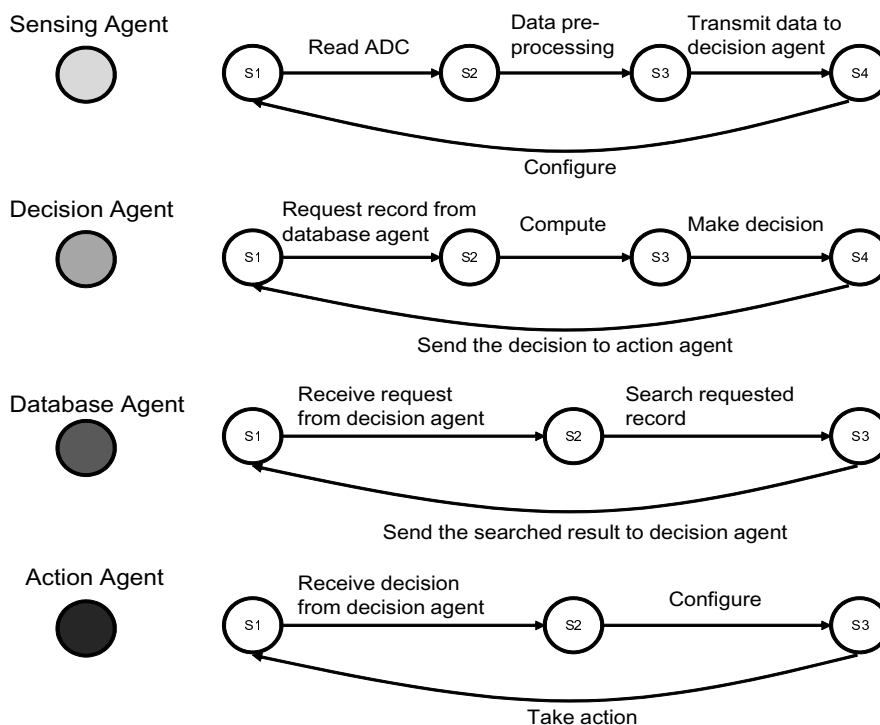 Sensing Agent
Read ADC
Data pre-
processing
Transmit data to
decision agent
S1
S2
S3
S4
Configure
Decision Agent
Request record from
database agent
Compute
Make decision
S1
S2
S3
S4
Send the decision to action agent
Database Agent
Receive request
from decision agent
Search requested
record
S1
S2
S3
Send the searched result to decision agent
Action Agent
Receive decision
from decision agent
Configure
S1
S2
S3
Take action